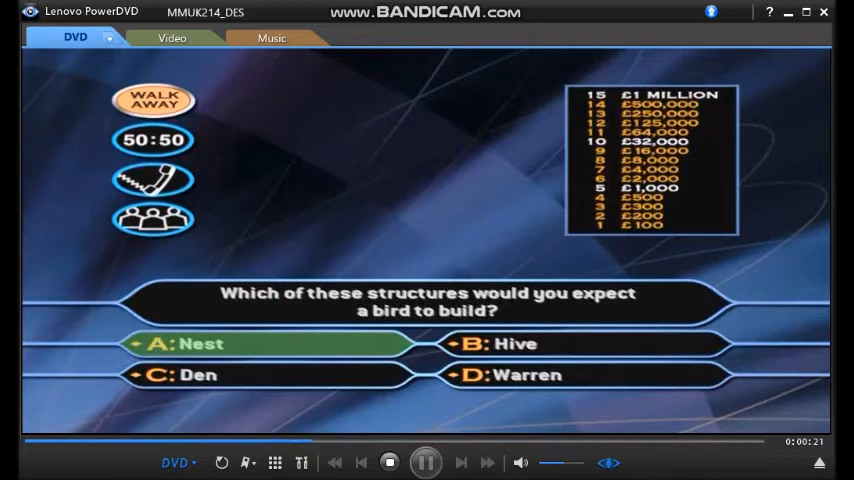 Lenovo PowerDVD
MMUK214_DES
www.BANDICAM.com
?
DVD
Video
Music
WALK
AWAY
50:50
15 £1 MILLION
14 £500,000
13 £250,000
12 £125,000
11 £64,000
10 £32,000
9 £16,000
8 £8,000
7 £4,000
6 £2,000
5 £1,000
4 £500
3 £300
2 £200
1 £100
Which of these structures would you expect
a bird to build?
A: Nest
B: Hive
C: Den
D: Warren
0:00:21
DVD